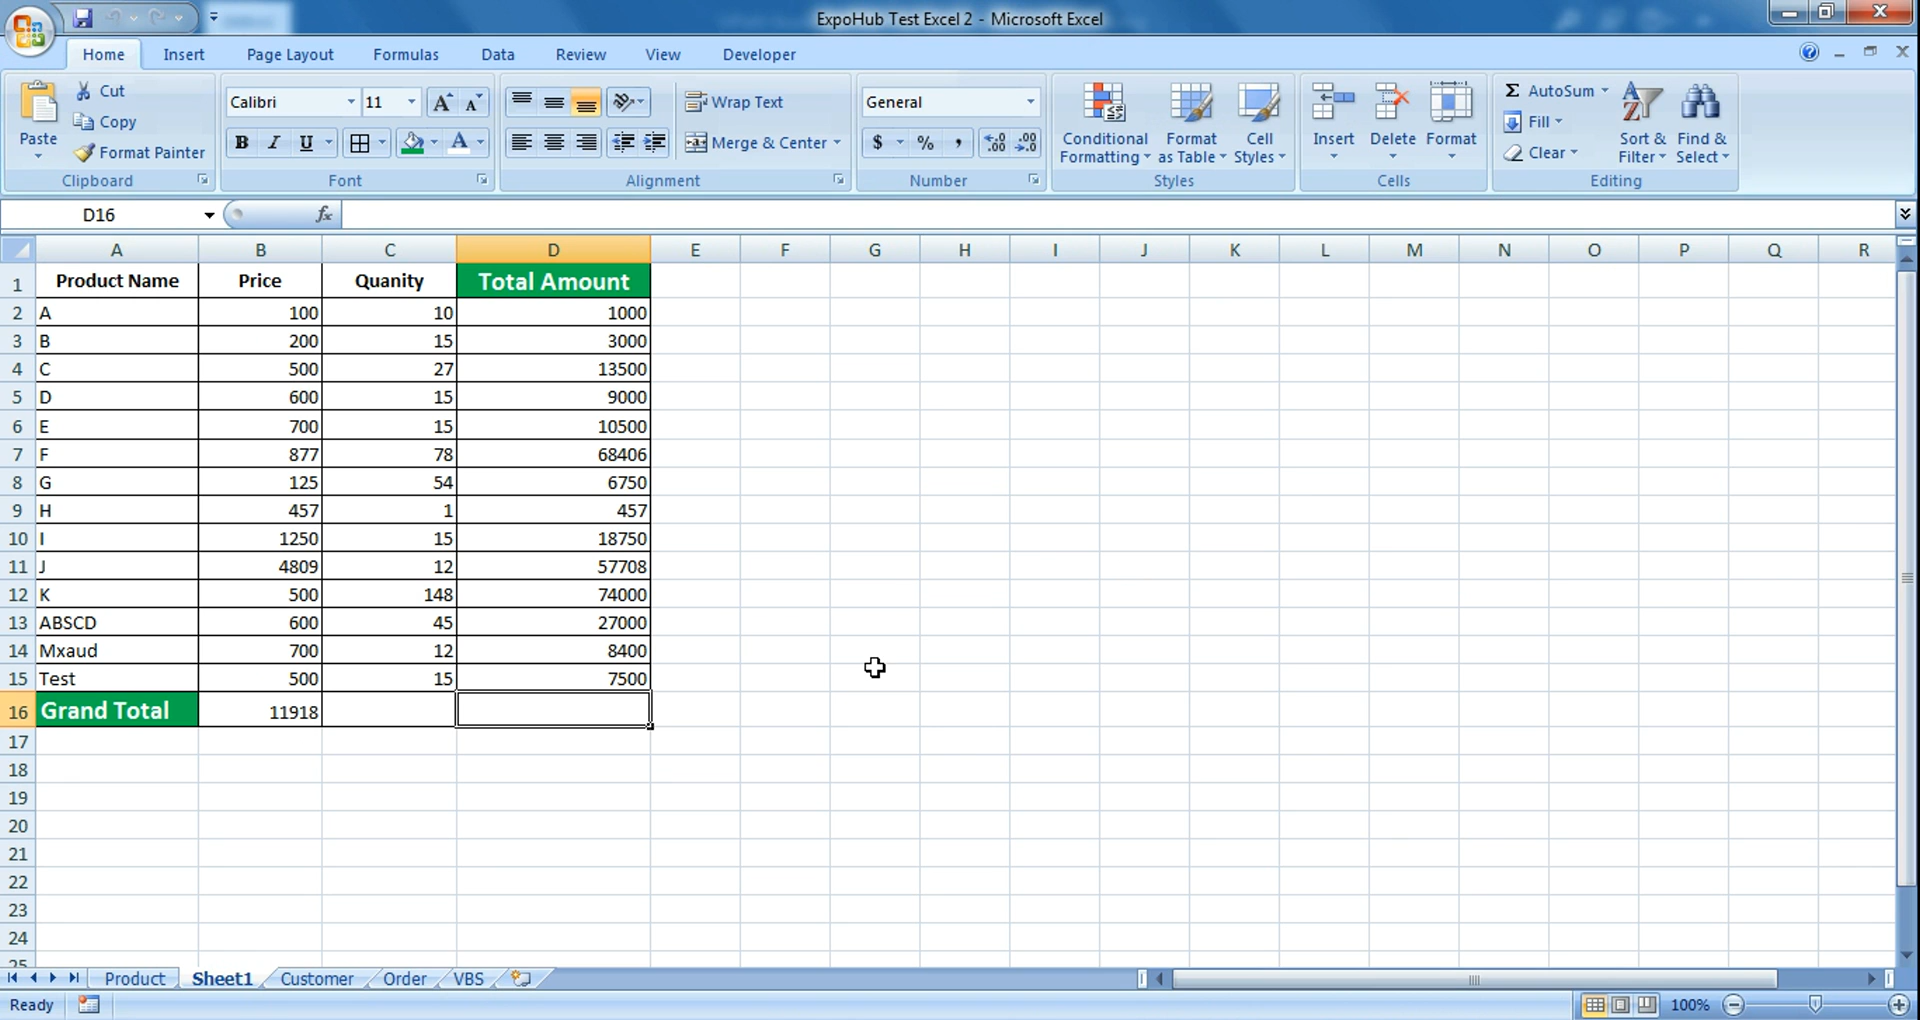 ExpoHub Test Excel 2 - Microsoft Excel
Home Insert Page Layout Formulas Data Review View Developer
Paste Cut Copy Format Painter
Clipboard
Calibri 11 A A
B I U A
Font
Wrap Text
Merge & Center
Alignment
General
$ % , .0 .00 .00 .0
Number
Conditional Formatting Format as Table Cell Styles
Styles
Insert Delete Format
Cells
Σ AutoSum
Fill
Clear
Sort & Filter Find & Select
Editing
D16 fx
A B C D E F G H I J K L M N O P Q R
1 Product Name Price Quanity Total Amount
2 A 100 10 1000
3 B 200 15 3000
4 C 500 27 13500
5 D 600 15 9000
6 E 700 15 10500
7 F 877 78 68406
8 G 125 54 6750
9 H 457 1 457
10 I 1250 15 18750
11 J 4809 12 57708
12 K 500 148 74000
13 ABSCD 600 45 27000
14 Mxaud 700 12 8400
15 Test 500 15 7500
16 Grand Total 11918
17
18
19
20
21
22
23
24
25
Product Sheet1 Customer Order VBS
Ready 100%